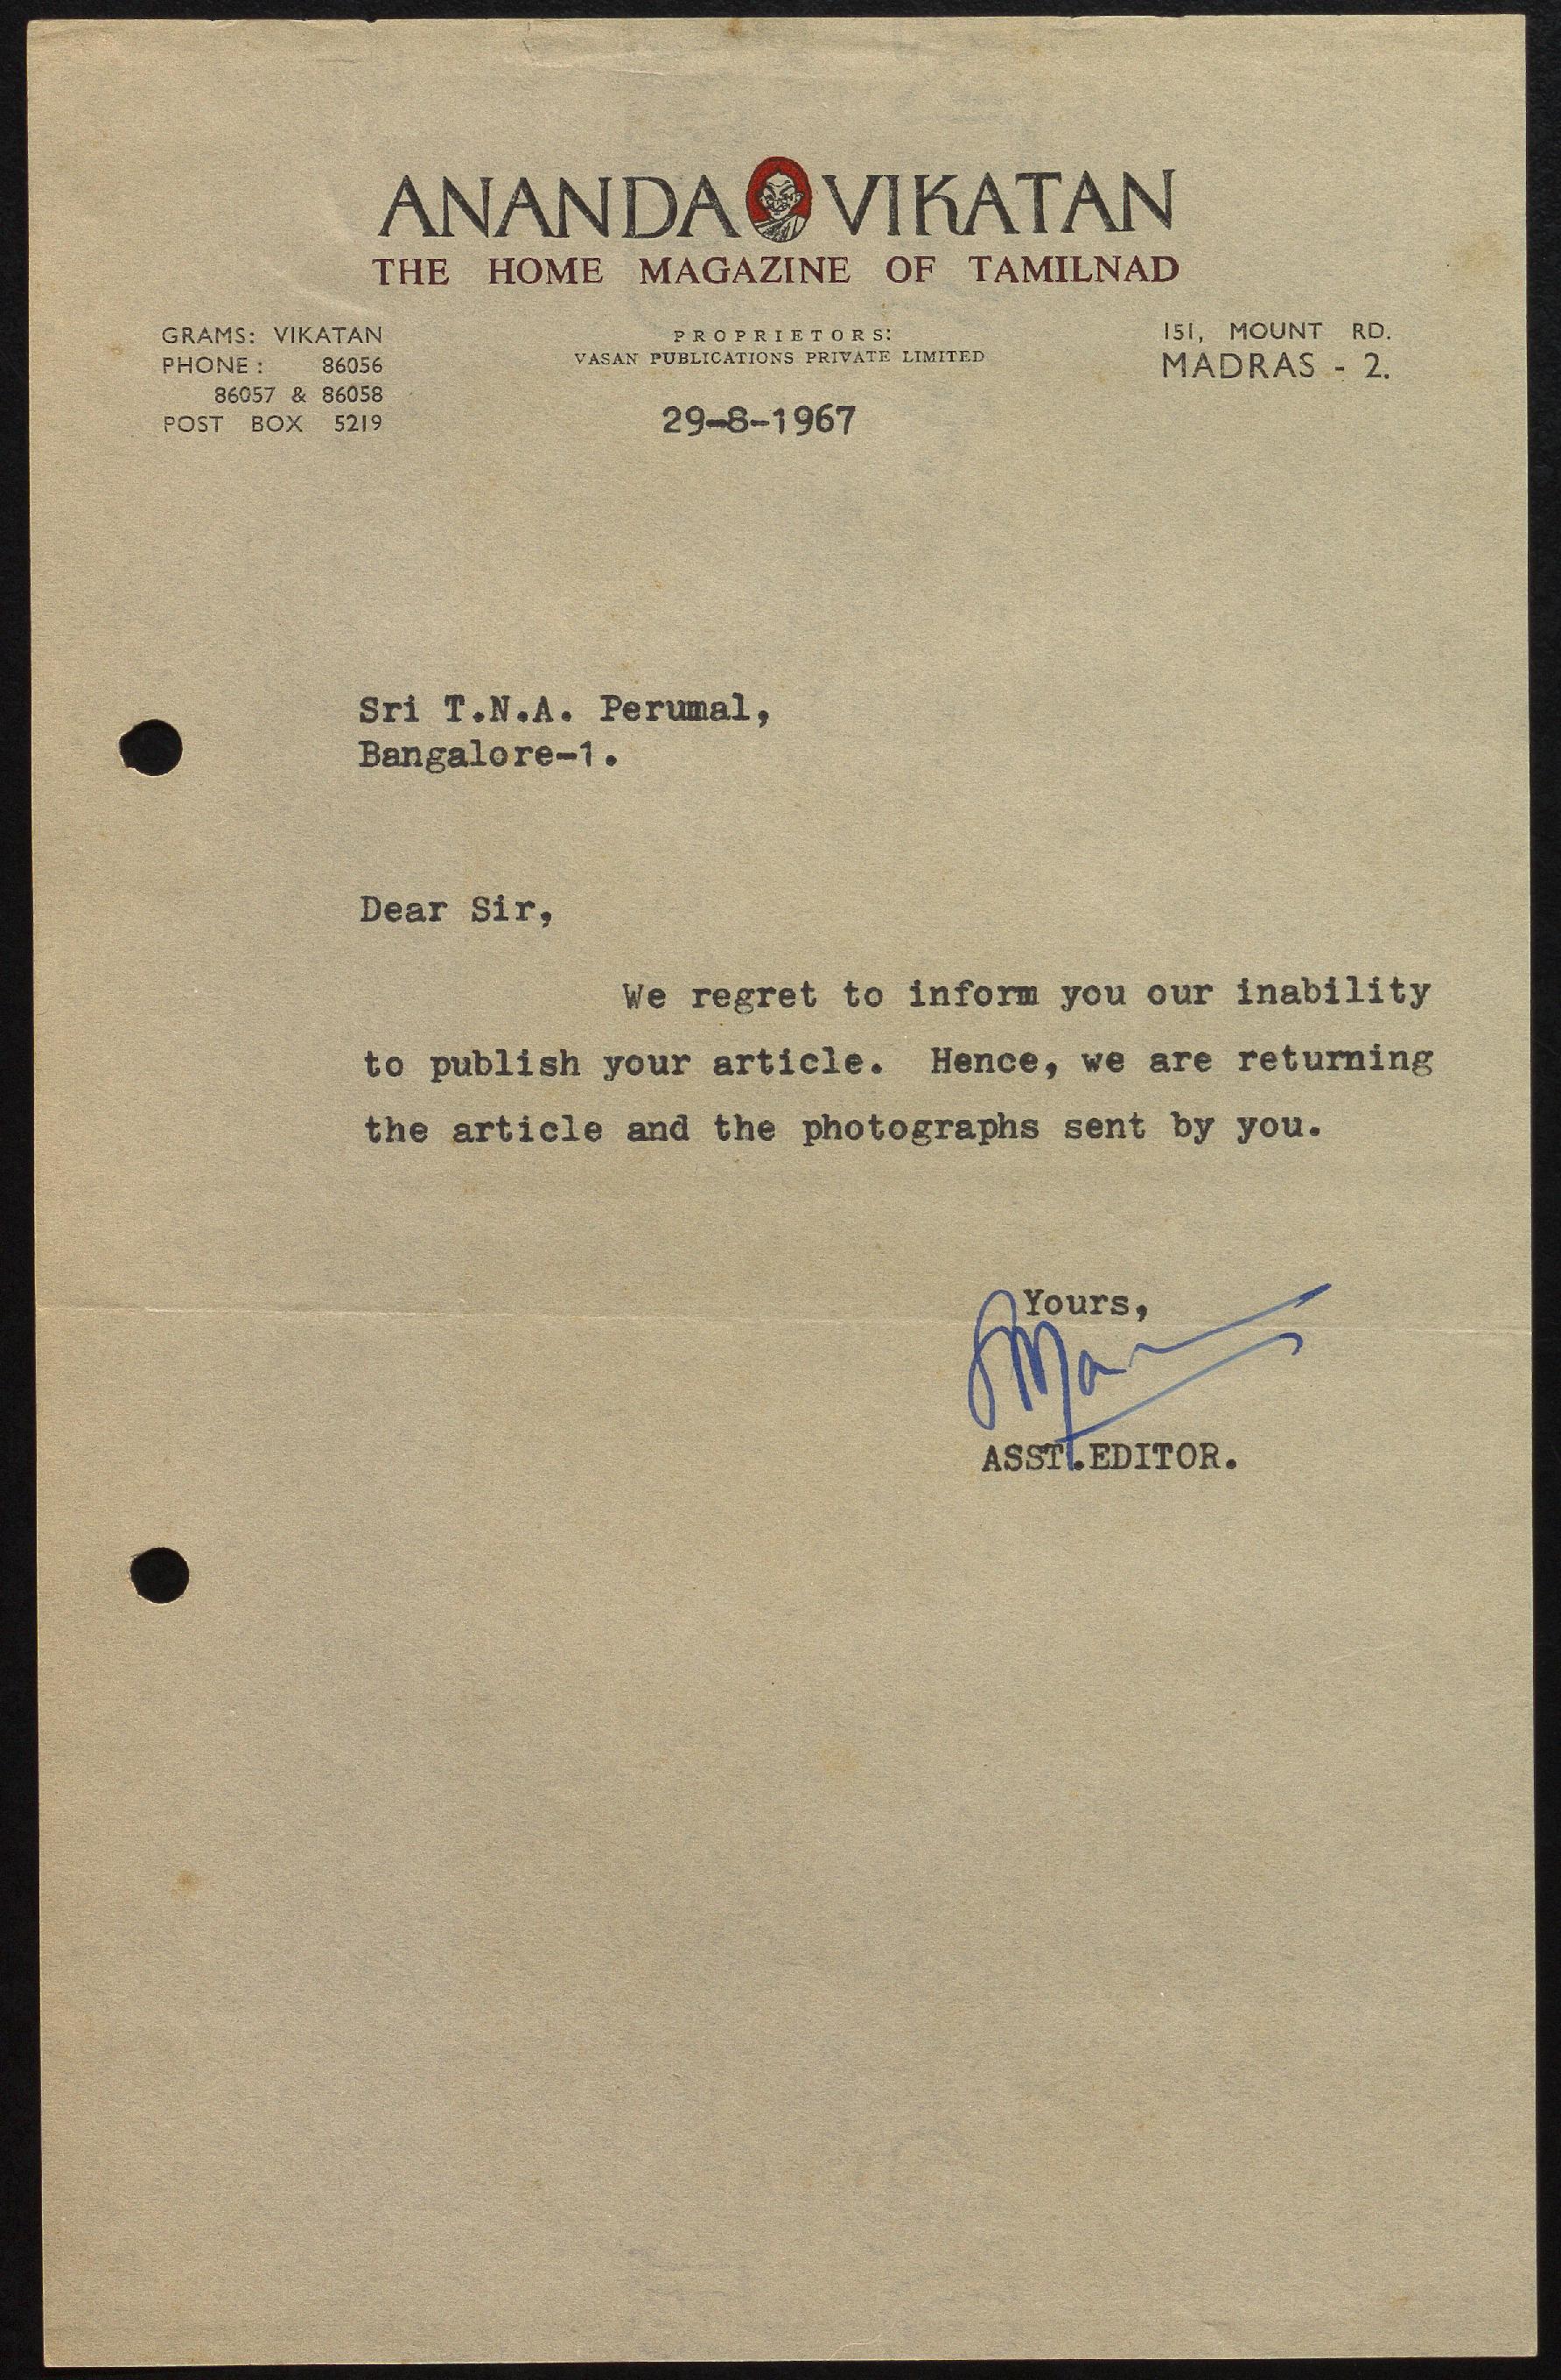 ANANDA VIKATAN
THE HOME MAGAZINE OF TAMILNAD
GRAMS: VIKATAN
PHONE: 86056
86057 & 86058
POST BOX 5219
PROPRIETORS:
VASAN PUBLICATIONS PRIVATE LIMITED
151, MOUNT RD.
MADRAS - 2.
29-8-1967
Sri T.N.A. Perumal,
Bangalore-1.
Dear Sir,
We regret to inform you our inability
to publish your article. Hence, we are returning
the article and the photographs sent by you.
Yours,
ASST.EDITOR.